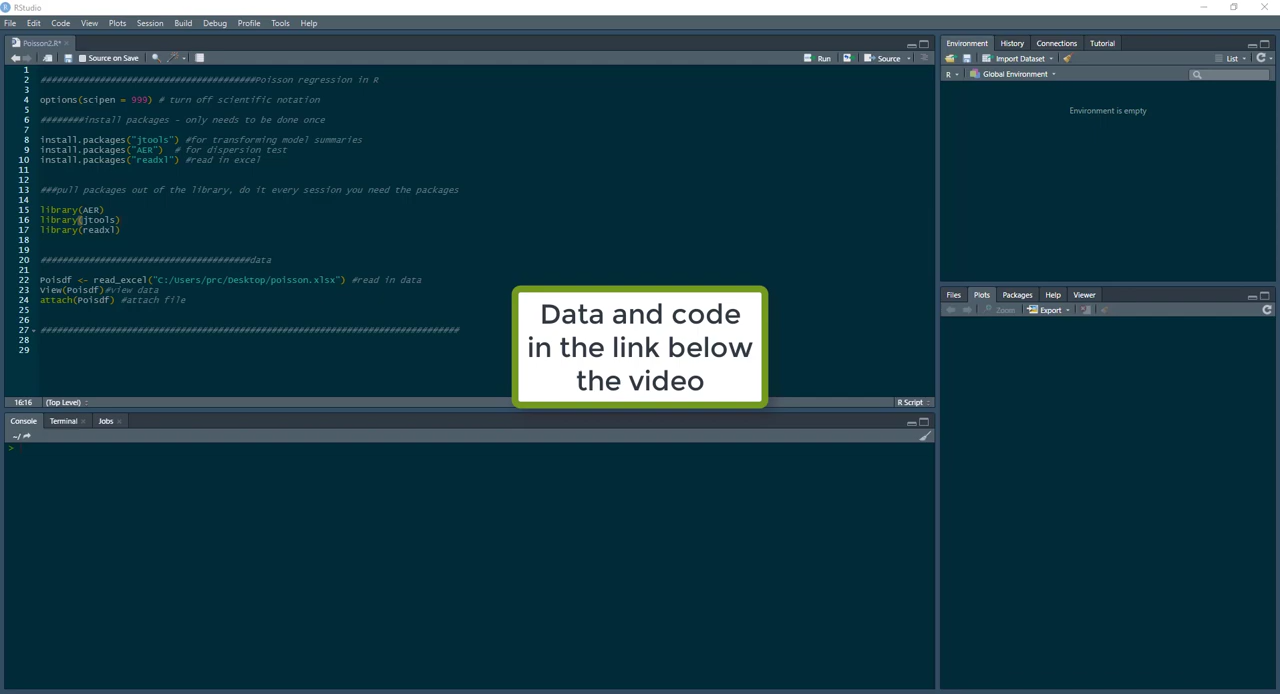 RStudio
File Edit Code View Plots Session Build Debug Profile Tools Help
Poisson2.R*
Source on Save
Run
Source
1
2 ########################################Poisson regression in R
3
4 options(scipen = 999) # turn off scientific notation
5
6 ########install packages - only needs to be done once
7
8 install.packages("jtools") #for transforming model summaries
9 install.packages("AER") # for dispersion test
10 install.packages("readxl") #read in excel
11
12
13 ###pull packages out of the library, do it every session you need the packages
14
15 library(AER)
16 library(jtools)
17 library(readxl)
18
19
20 #######################################data
21
22 Poisdf <- read_excel("C:/Users/prc/Desktop/poisson.xlsx") #read in data
23 View(Poisdf)#view data
24 attach(Poisdf) #attach file
25
26
27 ###############################################################################
28
29
16:16 (Top Level) R Script
Console Terminal Jobs
~/
>
Environment History Connections Tutorial
Import Dataset List
R Global Environment
Environment is empty
Files Plots Packages Help Viewer
Zoom Export
Data and code
in the link below
the video